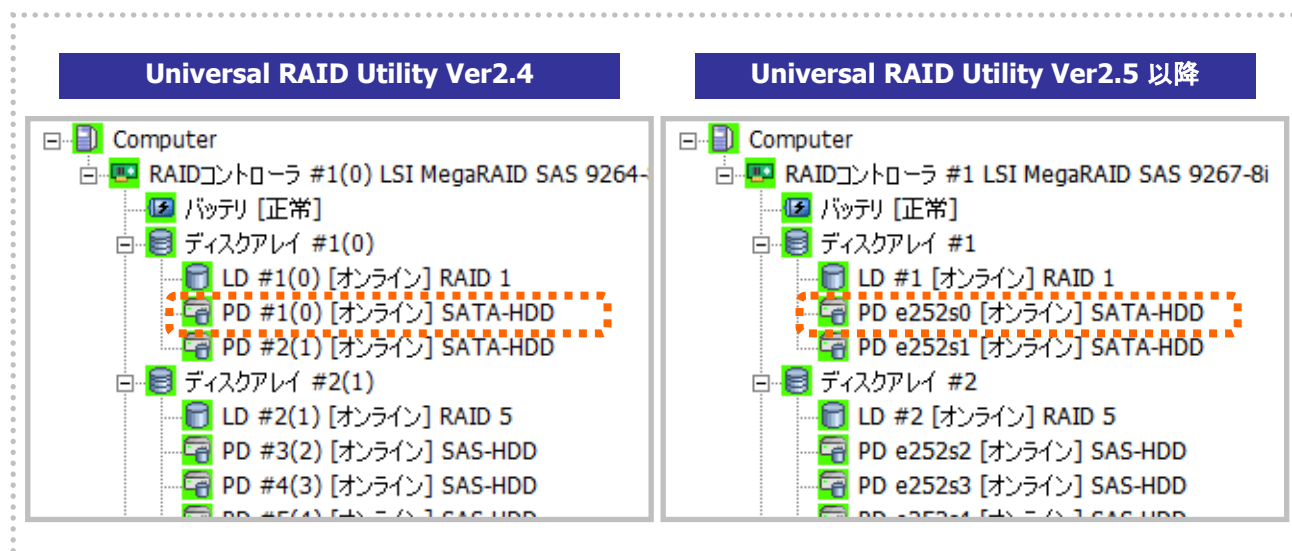 Universal RAID Utility Ver2.4
Computer
RAIDコントローラ #1(0) LSI MegaRAID SAS 9264-
バッテリ [正常]
ディスクアレイ #1(0)
LD #1(0) [オンライン] RAID 1
PD #1(0) [オンライン] SATA-HDD
PD #2(1) [オンライン] SATA-HDD
ディスクアレイ #2(1)
LD #2(1) [オンライン] RAID 5
PD #3(2) [オンライン] SAS-HDD
PD #4(3) [オンライン] SAS-HDD
Universal RAID Utility Ver2.5 以降
Computer
RAIDコントローラ #1 LSI MegaRAID SAS 9267-8i
バッテリ [正常]
ディスクアレイ #1
LD #1 [オンライン] RAID 1
PD e252s0 [オンライン] SATA-HDD
PD e252s1 [オンライン] SATA-HDD
ディスクアレイ #2
LD #2 [オンライン] RAID 5
PD e252s2 [オンライン] SAS-HDD
PD e252s3 [オンライン] SAS-HDD